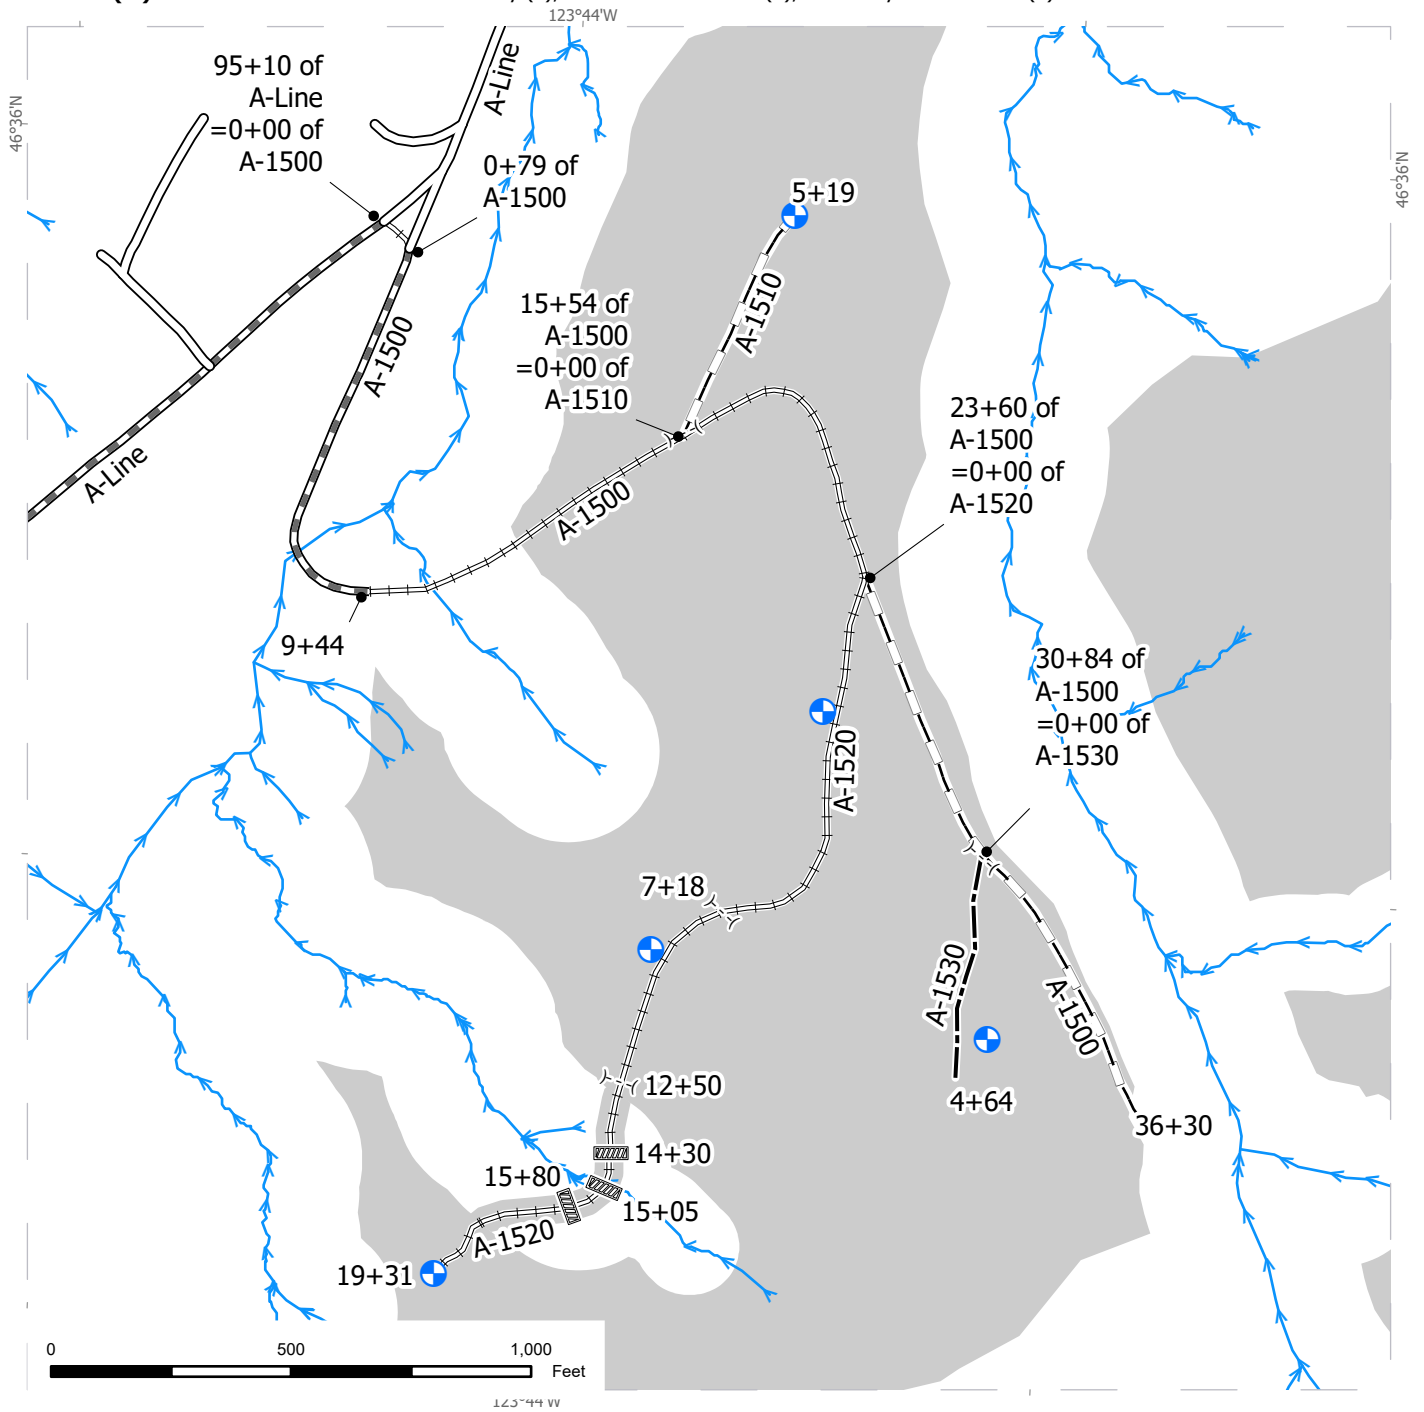 123°44'W
46°36'N
46°36'N
95+10 of
A-Line
=0+00 of
A-1500
A-Line
0+79 of
A-1500
5+19
A-1510
15+54 of
A-1500
=0+00 of
A-1510
A-1500
23+60 of
A-1500
=0+00 of
A-1520
A-Line
A-1500
9+44
30+84 of
A-1500
=0+00 of
A-1530
A-1520
7+18
A-1530
A-1500
12+50
4+64
36+30
14+30
15+80
15+05
A-1520
19+31
0 500 1,000
Feet